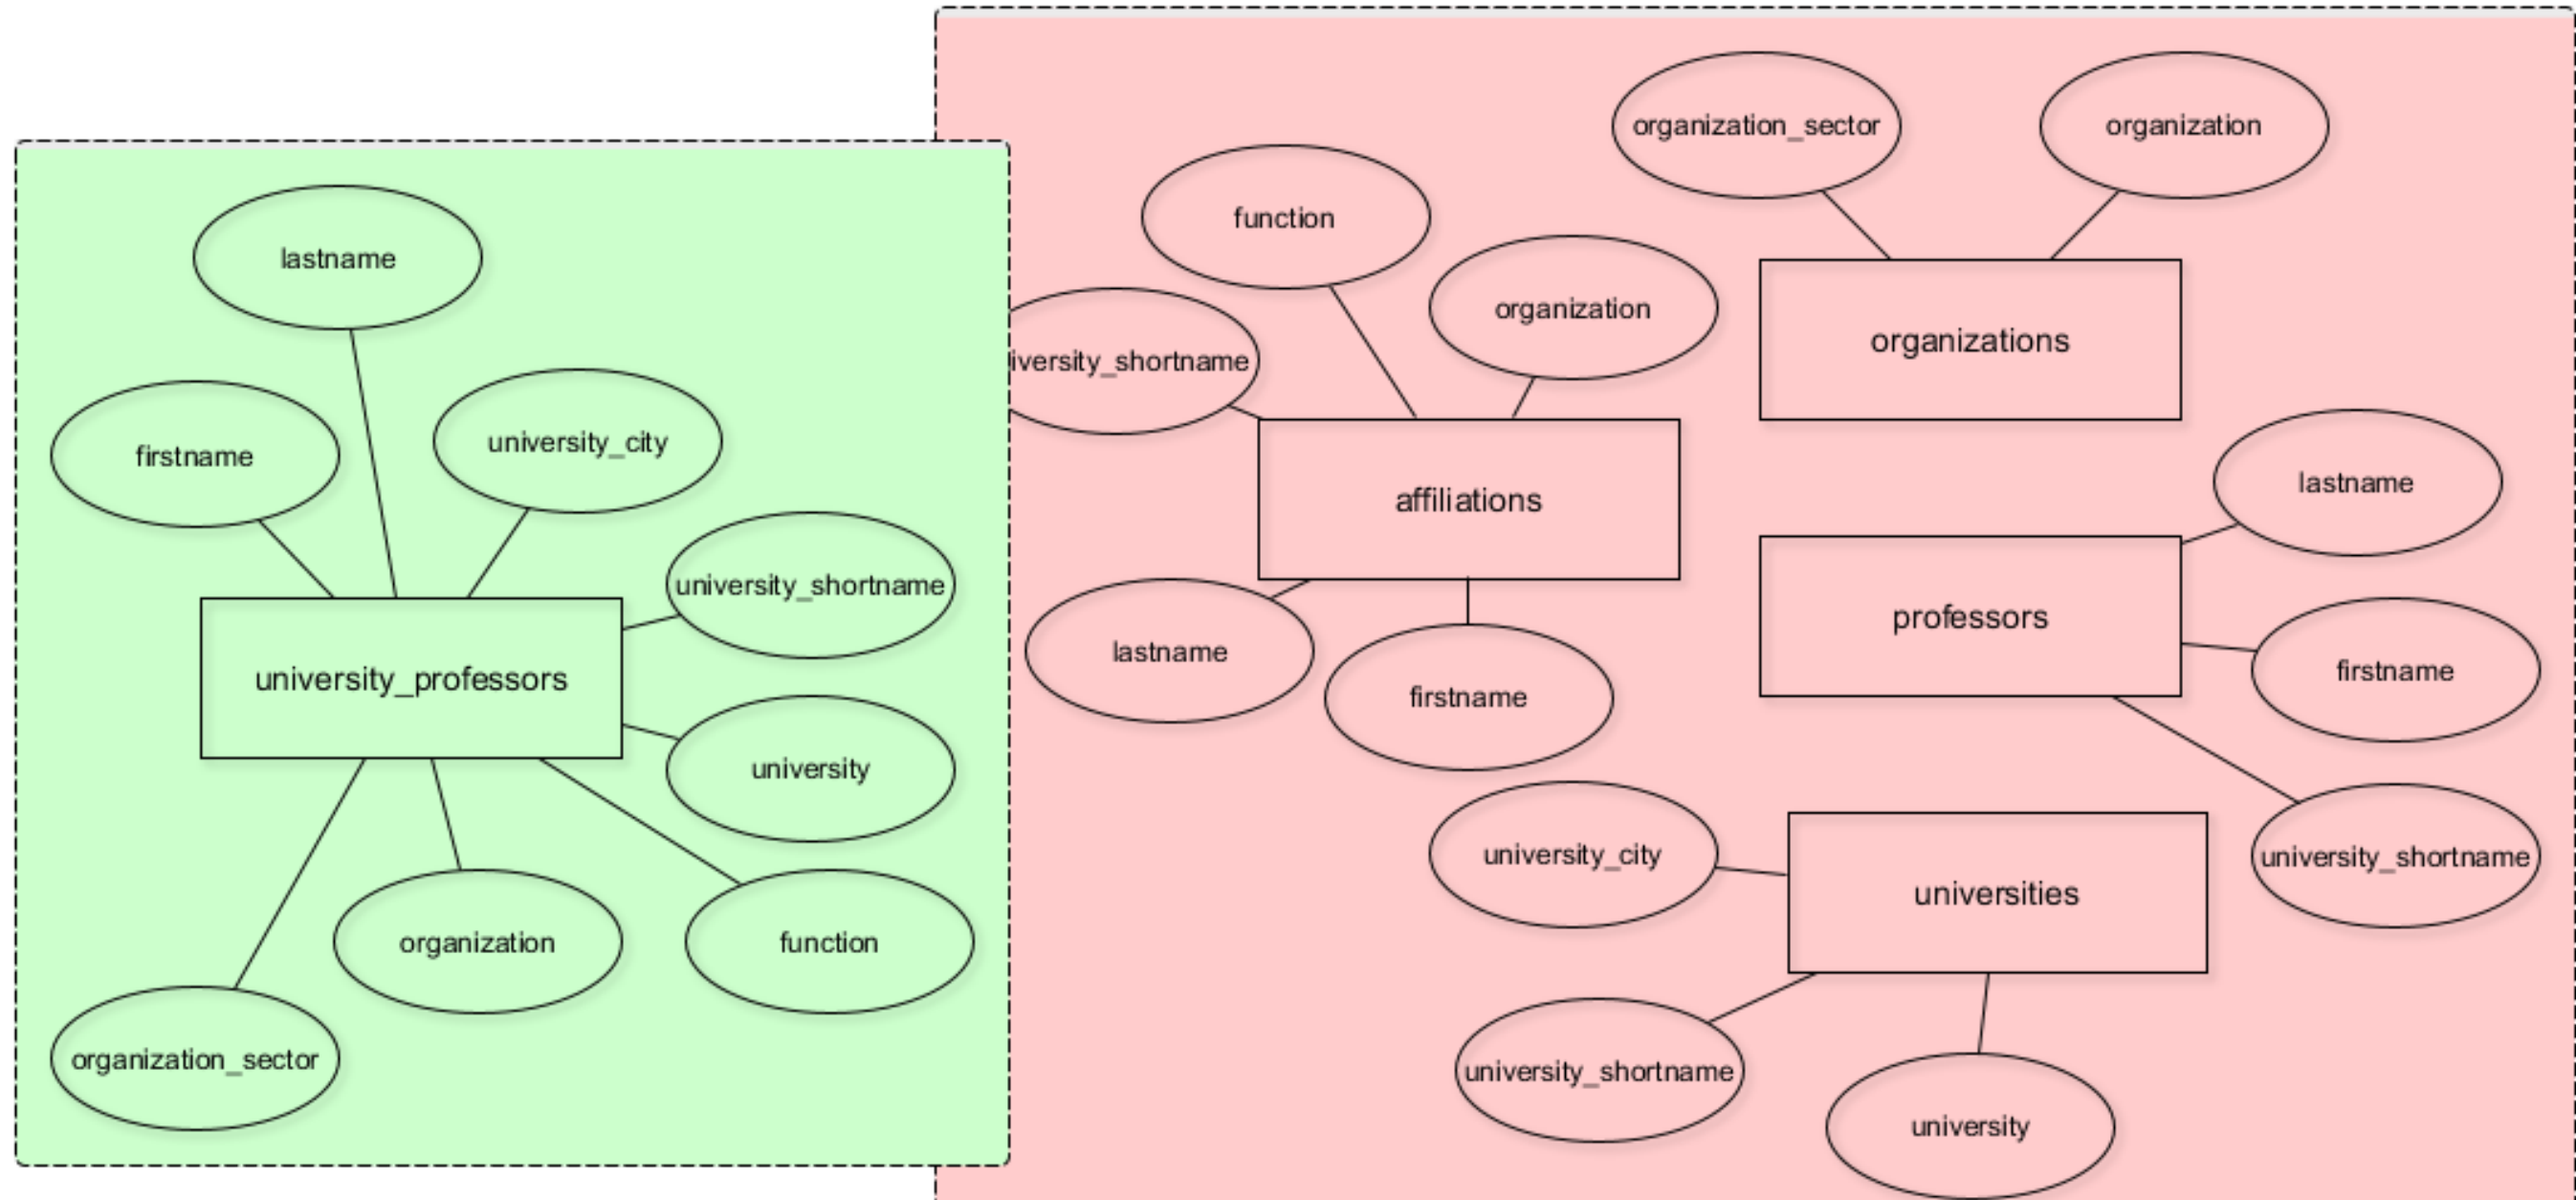 lastname
firstname
university_city
university_shortname
university_professors
university
organization
function
organization_sector
organization_sector
organization
function
organization
iversity_shortname
organizations
affiliations
lastname
lastname
firstname
professors
firstname
university_city
university_shortname
universities
university_shortname
university